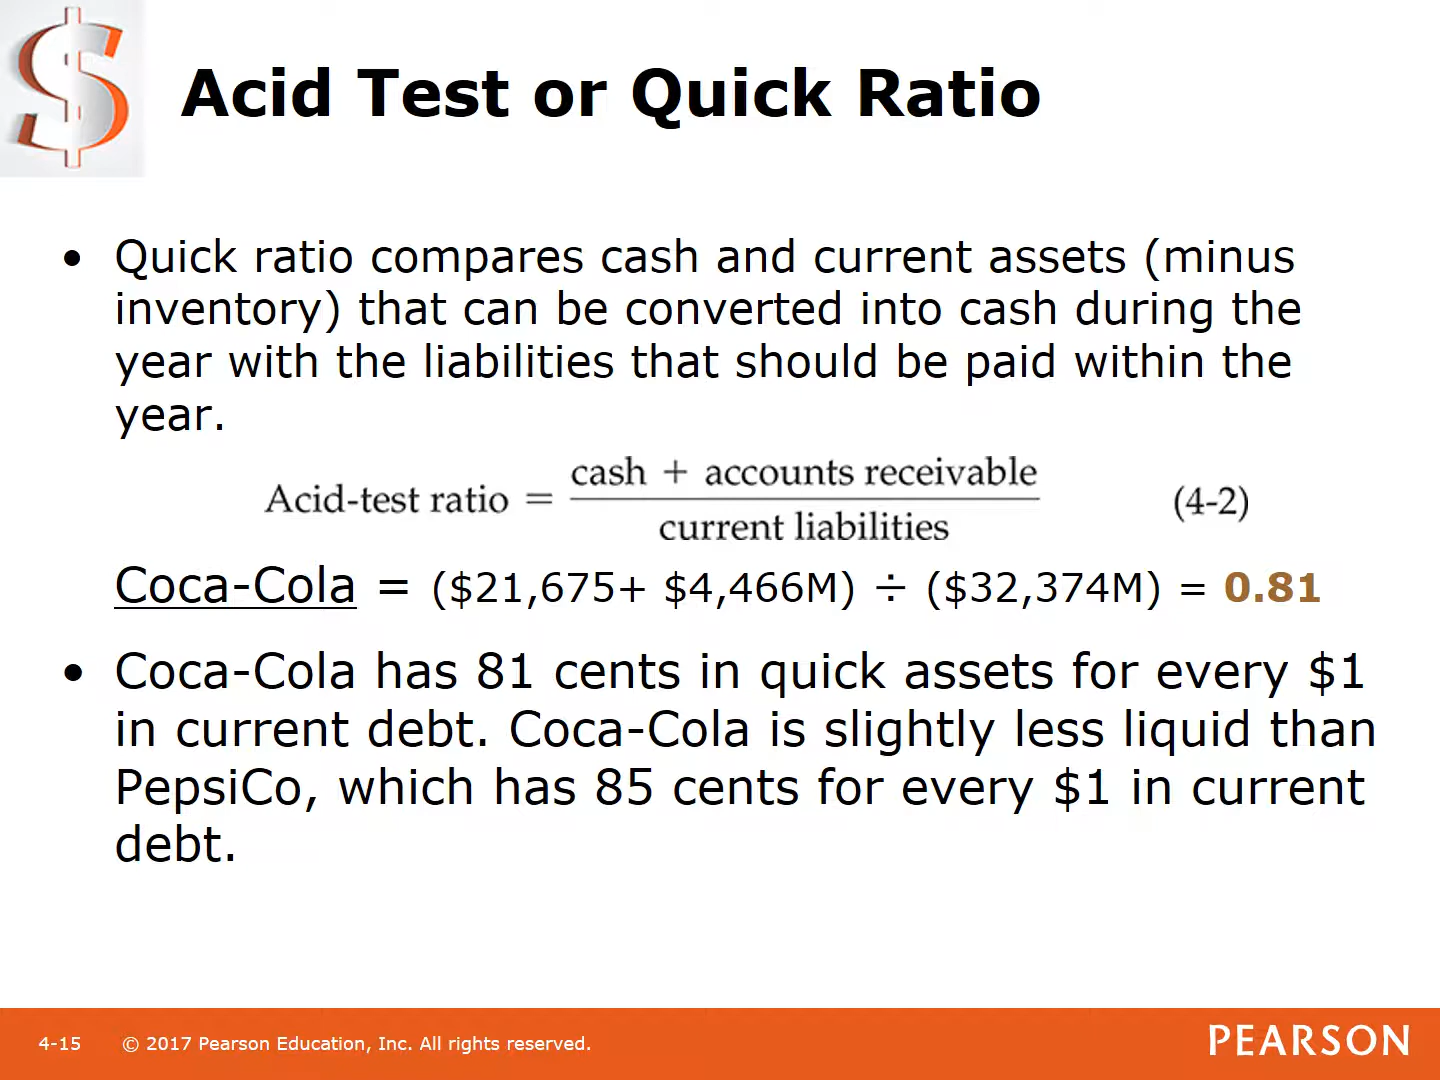 Acid Test or Quick Ratio
• Quick ratio compares cash and current assets (minus
inventory) that can be converted into cash during the
year with the liabilities that should be paid within the
year.
Acid-test ratio = cash + accounts receivable / current liabilities (4-2)
Coca-Cola = ($21,675+ $4,466M) ÷ ($32,374M) = 0.81
• Coca-Cola has 81 cents in quick assets for every $1
in current debt. Coca-Cola is slightly less liquid than
PepsiCo, which has 85 cents for every $1 in current
debt.
4-15 © 2017 Pearson Education, Inc. All rights reserved. PEARSON